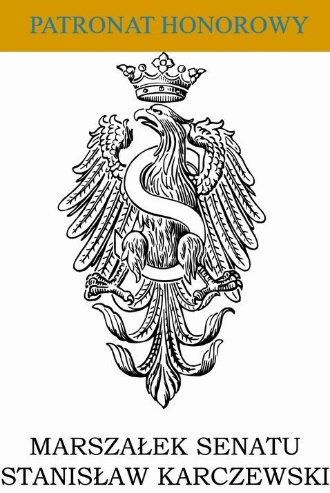 PATRONAT HONOROWY
S
MARSZAŁEK SENATU
STANISŁAW KARCZEWSKI